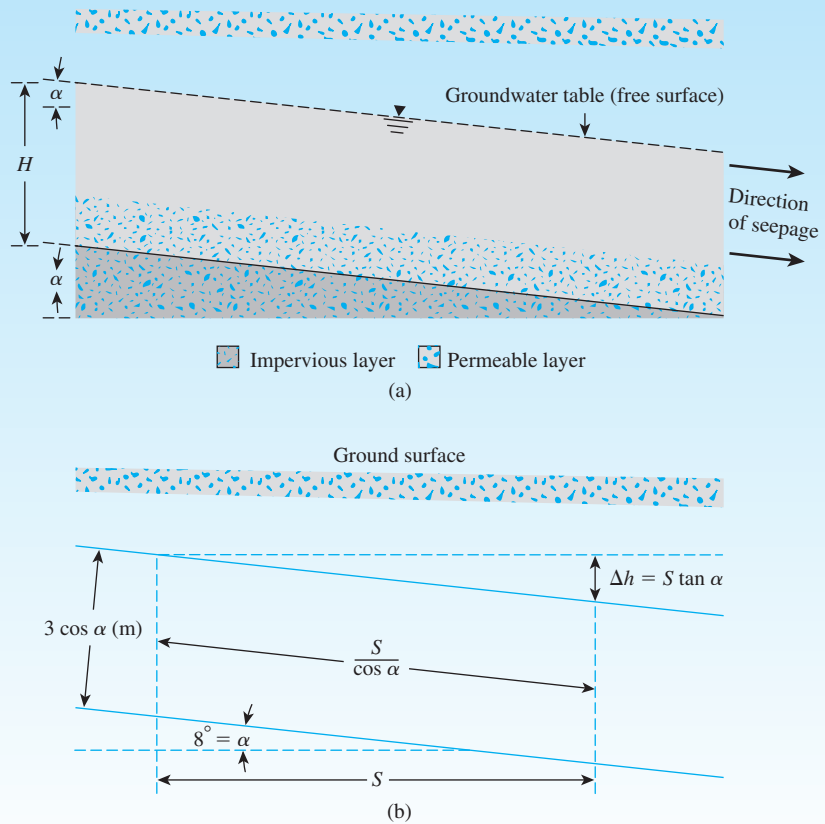 α
Groundwater table (free surface)
H
Direction
of seepage
α
Impervious layer Permeable layer
(a)
Ground surface
Δh = S tan α
3 cos α (m)
S
cos α
8° = α
S
(b)